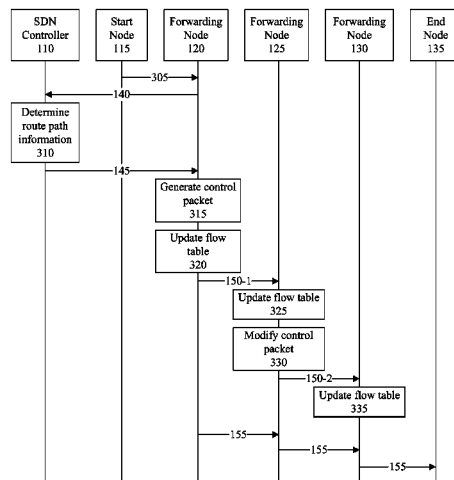 SDN
Controller
110
Start
Node
115
Forwarding
Node
120
Forwarding
Node
125
Forwarding
Node
130
End
Node
135
305
140
Determine
route path
information
310
145
Generate control
packet
315
Update flow
table
320
150-1
Update flow table
325
Modify control
packet
330
150-2
Update flow table
335
155
155
155